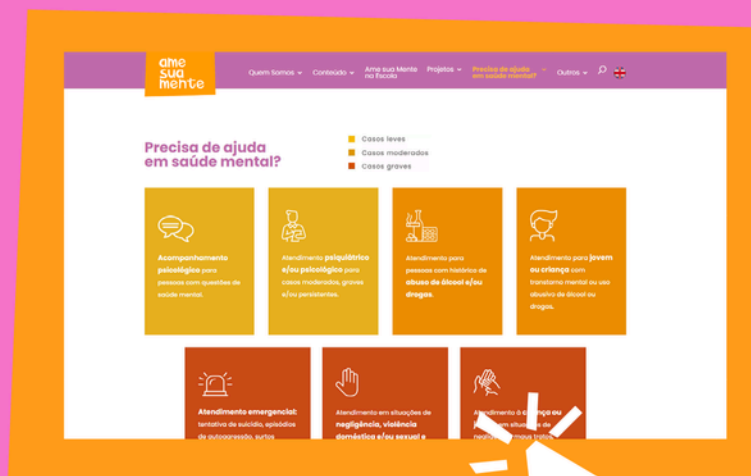 ame
sua
mente
Quem Somos
Conteúdo
Ame sua Mente
na Escola
Projetos
Precisa de ajuda
em saúde mental?
Outros
Precisa de ajuda
em saúde mental?
Casos leves
Casos moderados
Casos graves
Acompanhamento
psicológico para
pessoas com questões de
saúde mental.
Atendimento psiquiátrico
e/ou psicológico para
casos moderados, graves
e/ou persistentes.
Atendimento para
pessoas com histórico de
abuso de álcool e/ou
drogas.
Atendimento para jovem
ou criança com
transtorno mental ou uso
abusivo de álcool ou
drogas.
Atendimento emergencial:
tentativa de suicídio, episódios
de autoagressão, surtos
Atendimento em situações de
negligência, violência
doméstica e/ou sexual e
Atendimento à criança ou
em situações de
maus tratos,